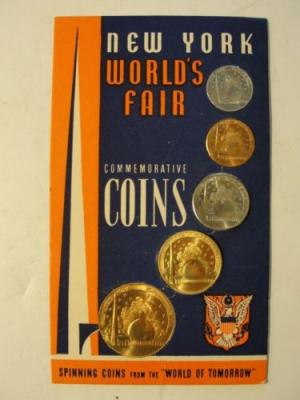 NEW YORK
WORLD'S
FAIR
COMMEMORATIVE
COINS
SPINNING COINS FROM THE "WORLD OF TOMORROW"